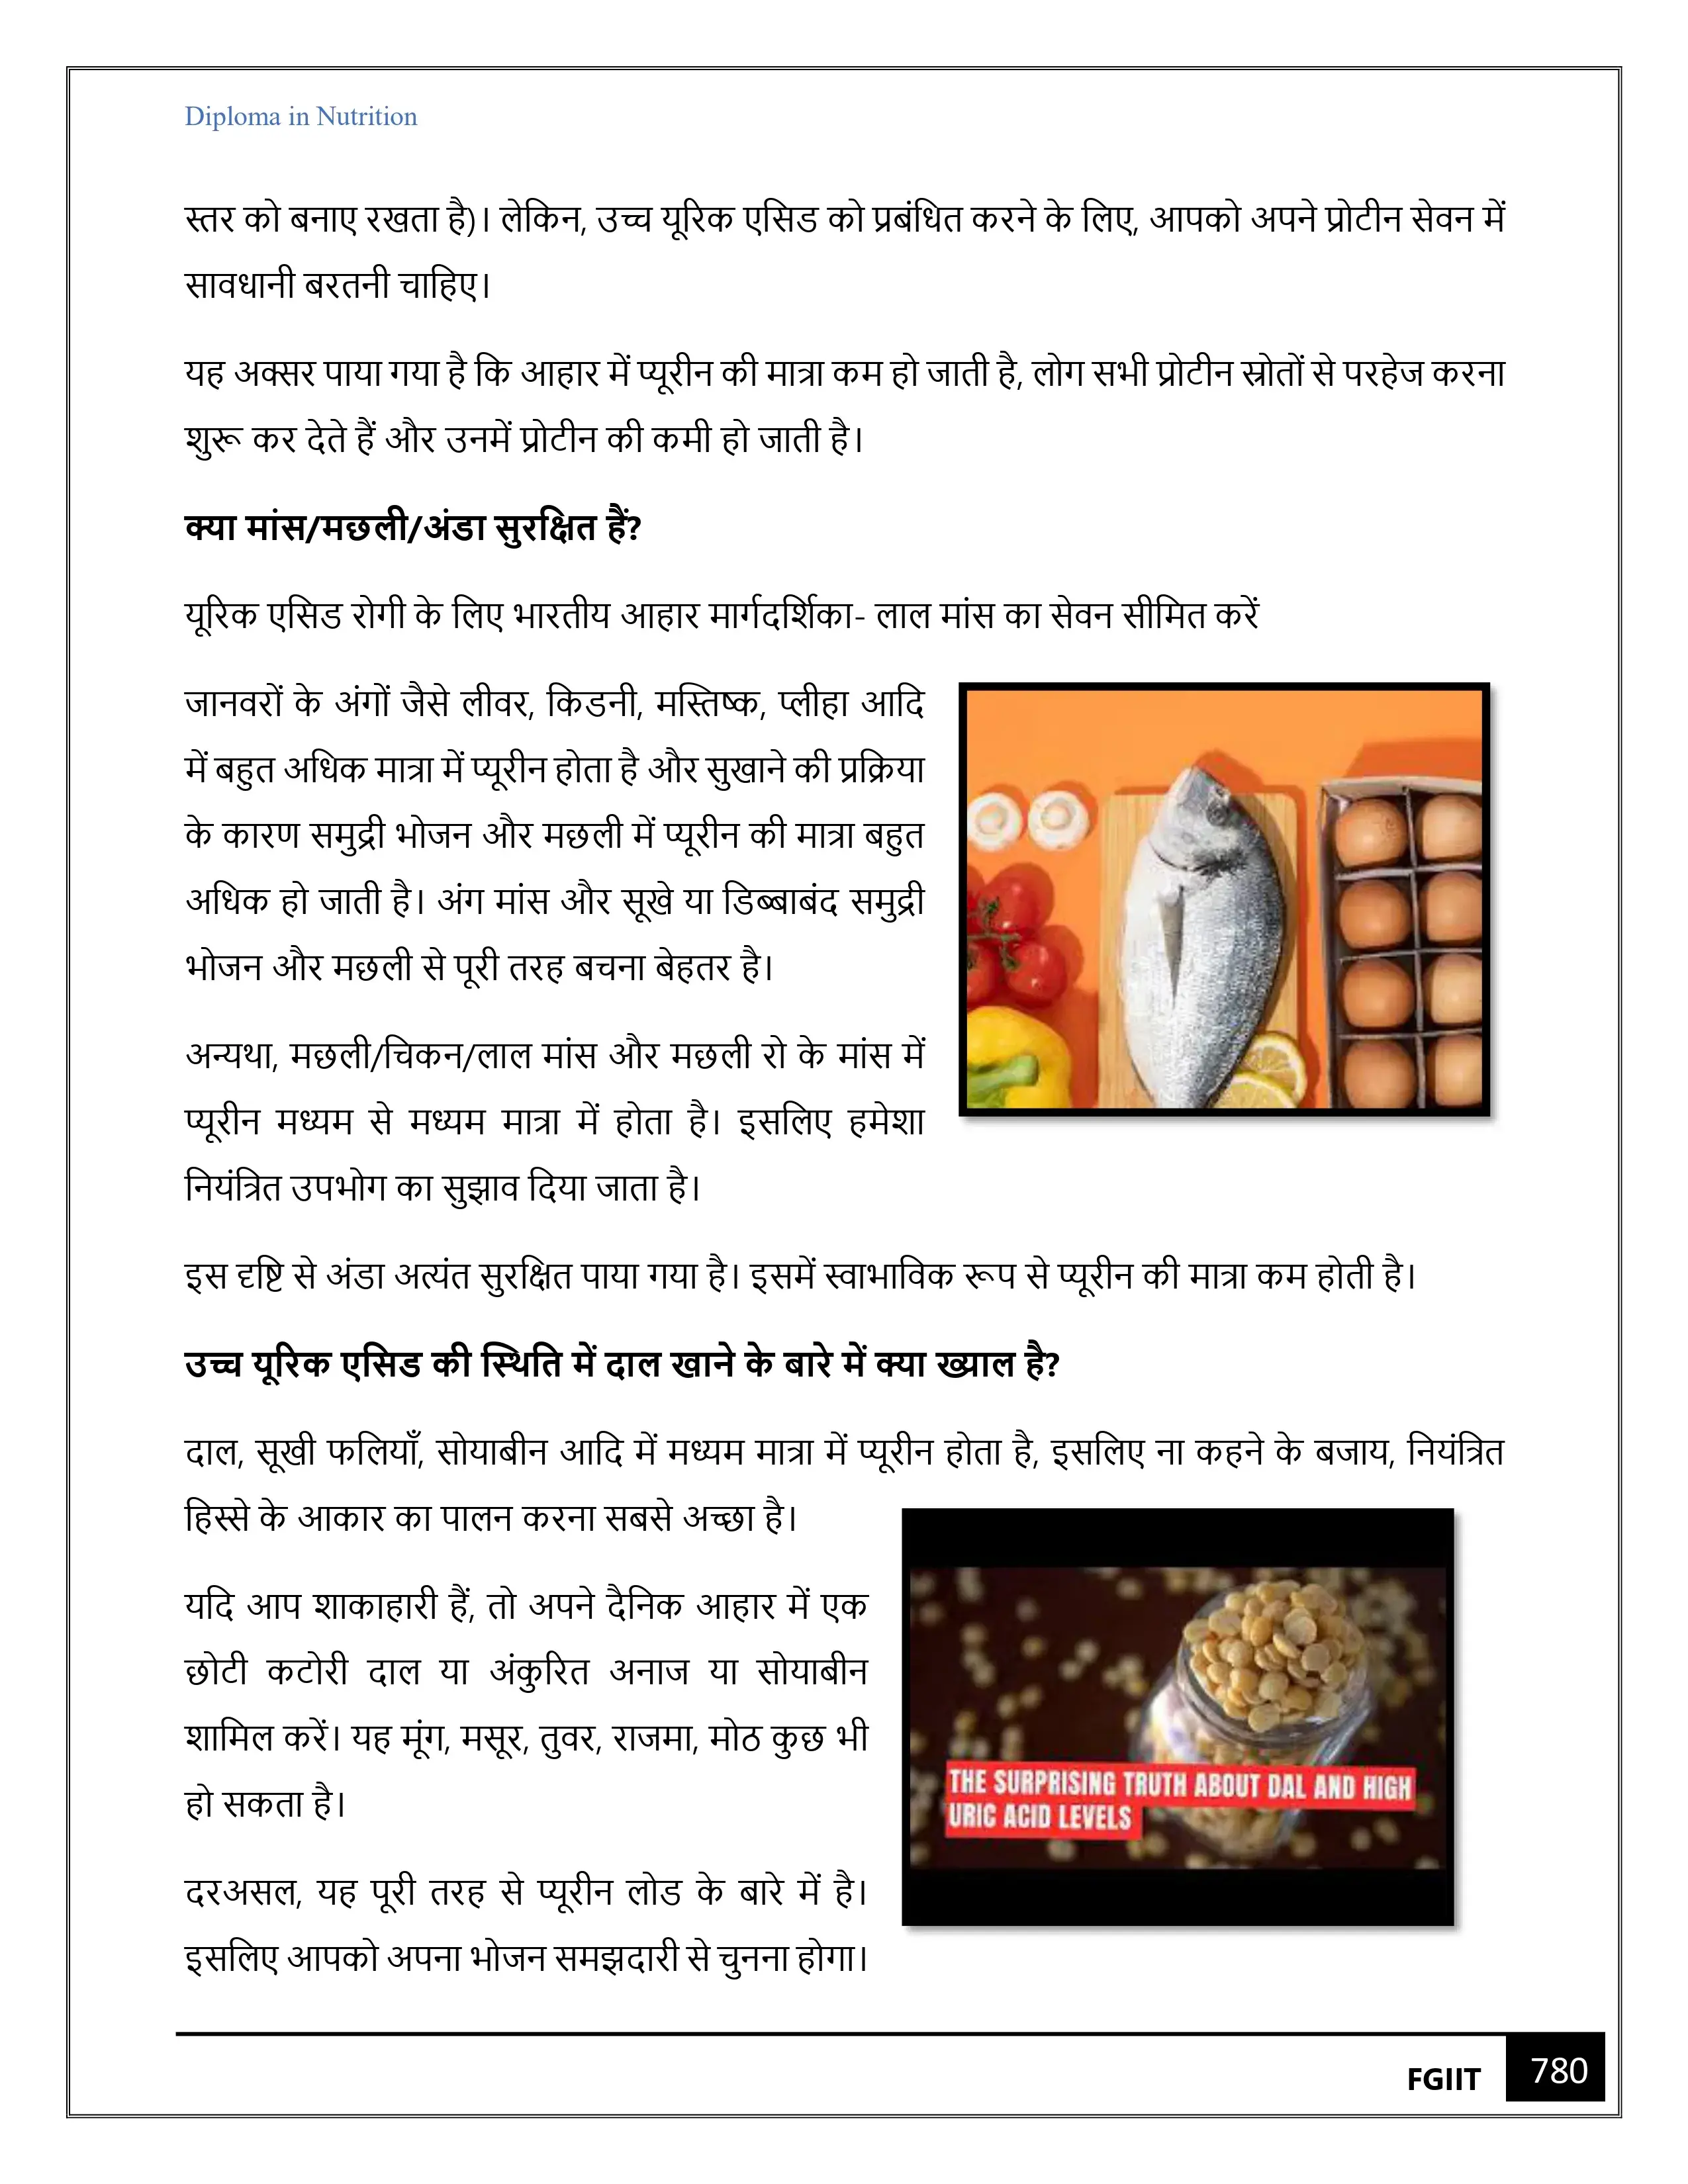 Diploma in Nutrition
स्तर को बनाए रखता है)। लेकिन, उच्च यूरिक एसिड को प्रबंधित करने के लिए, आपको अपने प्रोटीन सेवन में
सावधानी बरतनी चाहिए।
यह अक्सर पाया गया है कि आहार में प्यूरीन की मात्रा कम हो जाती है, लोग सभी प्रोटीन स्रोतों से परहेज करना
शुरू कर देते हैं और उनमें प्रोटीन की कमी हो जाती है।
क्या मांस/मछली/अंडा सुरक्षित हैं?
यूरिक एसिड रोगी के लिए भारतीय आहार मार्गदर्शिका- लाल मांस का सेवन सीमित करें
जानवरों के अंगों जैसे लीवर, किडनी, मस्तिष्क, प्लीहा आदि
में बहुत अधिक मात्रा में प्यूरीन होता है और सुखाने की प्रक्रिया
के कारण समुद्री भोजन और मछली में प्यूरीन की मात्रा बहुत
अधिक हो जाती है। अंग मांस और सूखे या डिब्बाबंद समुद्री
भोजन और मछली से पूरी तरह बचना बेहतर है।
अन्यथा, मछली/चिकन/लाल मांस और मछली रो के मांस में
प्यूरीन मध्यम से मध्यम मात्रा में होता है। इसलिए हमेशा
नियंत्रित उपभोग का सुझाव दिया जाता है।
इस दृष्टि से अंडा अत्यंत सुरक्षित पाया गया है। इसमें स्वाभाविक रूप से प्यूरीन की मात्रा कम होती है।
उच्च यूरिक एसिड की स्थिति में दाल खाने के बारे में क्या ख्याल है?
दाल, सूखी फलियाँ, सोयाबीन आदि में मध्यम मात्रा में प्यूरीन होता है, इसलिए ना कहने के बजाय, नियंत्रित
हिस्से के आकार का पालन करना सबसे अच्छा है।
यदि आप शाकाहारी हैं, तो अपने दैनिक आहार में एक
छोटी कटोरी दाल या अंकुरित अनाज या सोयाबीन
शामिल करें। यह मूंग, मसूर, तुवर, राजमा, मोठ कुछ भी
हो सकता है।
THE SURPRISING TRUTH ABOUT DAL AND HIGH
URIC ACID LEVELS
दरअसल, यह पूरी तरह से प्यूरीन लोड के बारे में है।
इसलिए आपको अपना भोजन समझदारी से चुनना होगा।
FGIIT 780